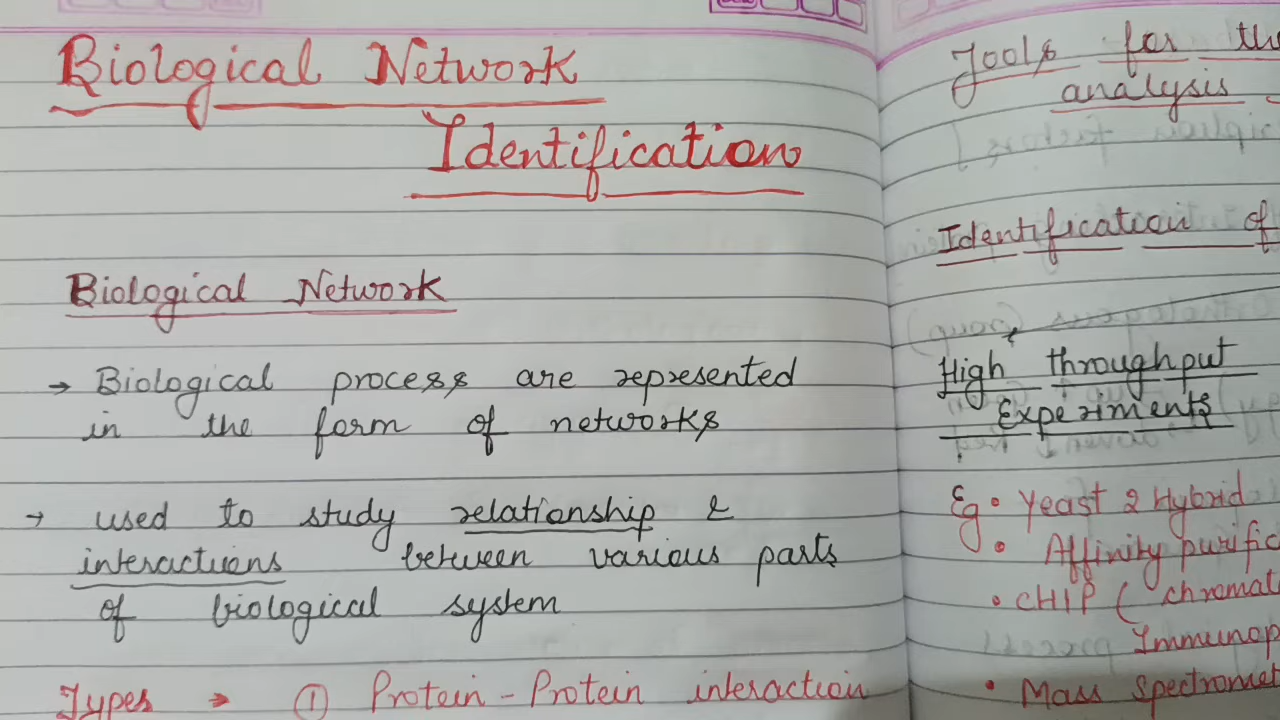 Biological Network
Identification
Biological Network
→ Biological process are represented
in the form of networks
→ used to study relationship &
interactions between various parts
of biological system
Types → ① Protein-Protein interaction
Tools for the
analysis
Identification of
High throughput
Experiments
Eg • Yeast 2 Hybrid
• Affinity purific
• CHIP ( chromat
Immunop
• Mass Spectromet